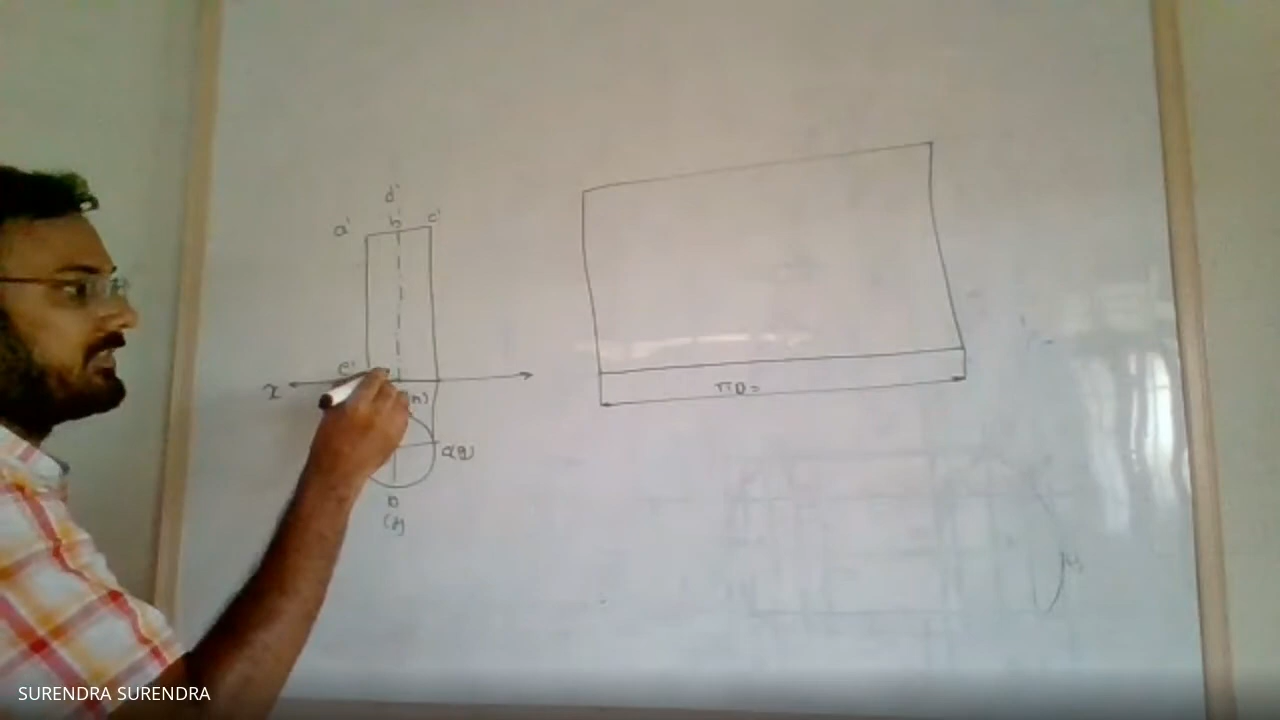 d'
a' b' c'
e'
x
(h)
πD =
b
SURENDRA SURENDRA